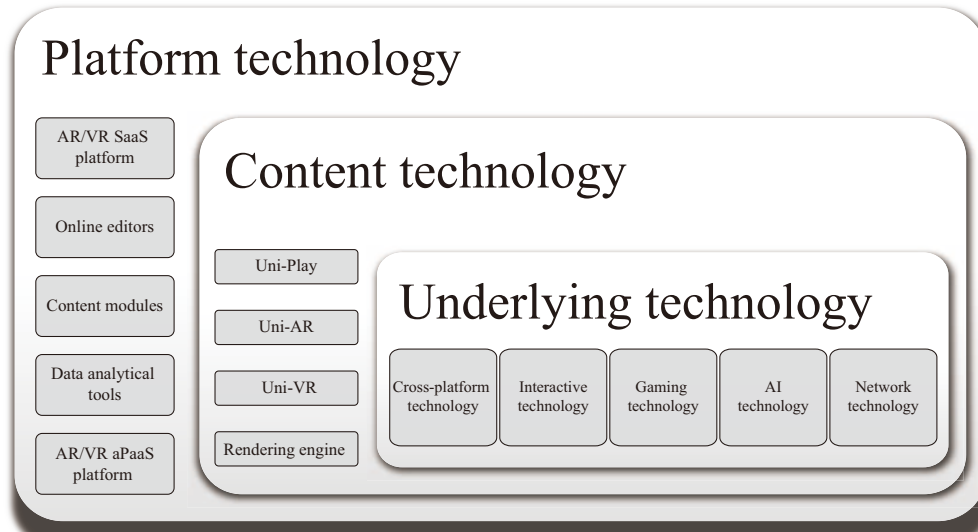 Platform technology
AR/VR SaaS
platform
Online editors
Content modules
Data analytical
tools
AR/VR aPaaS
platform
Content technology
Uni-Play
Uni-AR
Uni-VR
Rendering engine
Underlying technology
Cross-platform
technology
Interactive
technology
Gaming
technology
AI
technology
Network
technology